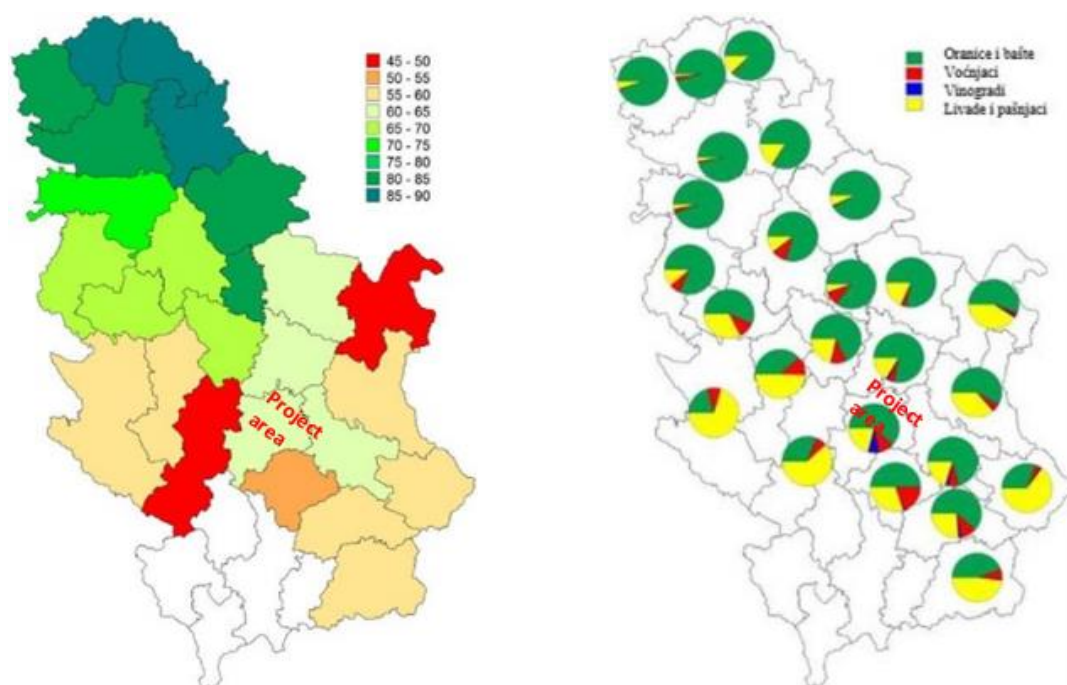 45 - 50
50 - 55
55 - 60
60 - 65
65 - 70
70 - 75
75 - 80
80 - 85
85 - 90
Project
area
Oranice i bašte
Voćnjaci
Vinogradi
Livade i pašnjaci
Project
area